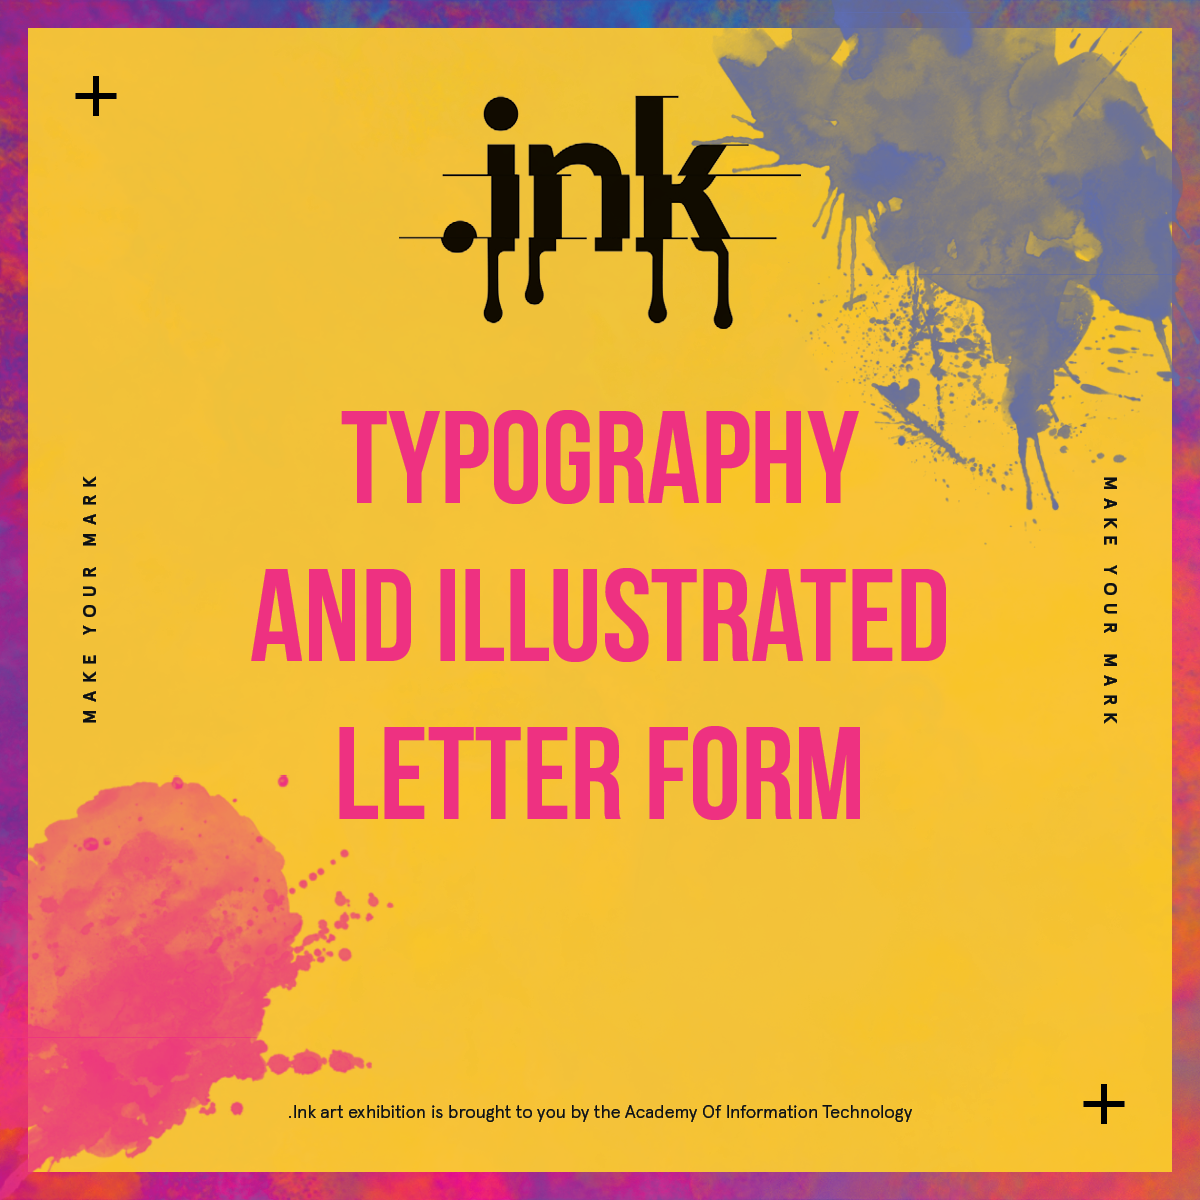 .ink
TYPOGRAPHY
AND ILLUSTRATED
LETTER FORM
MAKE YOUR MARK
MAKE YOUR MARK
.Ink art exhibition is brought to you by the Academy Of Information Technology